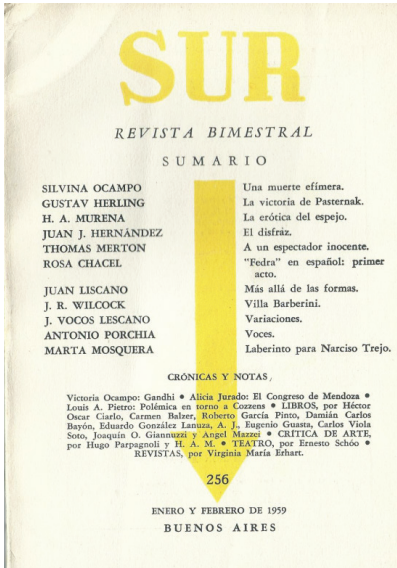 SUR
REVISTA BIMESTRAL
SUMARIO
SILVINA OCAMPO Una muerte efímera.
GUSTAV HERLING La victoria de Pasternak.
H. A. MURENA La erótica del espejo.
JUAN J. HERNÁNDEZ El disfráz.
THOMAS MERTON A un espectador inocente.
ROSA CHACEL "Fedra" en español: primer
acto.
JUAN LISCANO Más allá de las formas.
J. R. WILCOCK Villa Barberini.
J. VOCOS LESCANO Variaciones.
ANTONIO PORCHIA Voces.
MARTA MOSQUERA Laberinto para Narciso Trejo.
CRÓNICAS Y NOTAS
Victoria Ocampo: Gandhi • Alicia Jurado: El Congreso de Mendoza •
Louis A. Pietro: Polémica en torno a Cozzens • LIBROS, por Héctor
Oscar Ciarlo, Carmen Balzer, Roberto García Pinto, Damián Carlos
Bayón, Eduardo González Lanuza, A. J., Eugenio Guasta, Carlos Viola
Soto, Joaquín O. Giannuzzi y Angel Mazzei • CRÍTICA DE ARTE,
por Hugo Parpagnoli y H. A. M. • TEATRO, por Ernesto Schóo •
REVISTAS, por Virginia María Erhart.
256
ENERO Y FEBRERO DE 1959
BUENOS AIRES